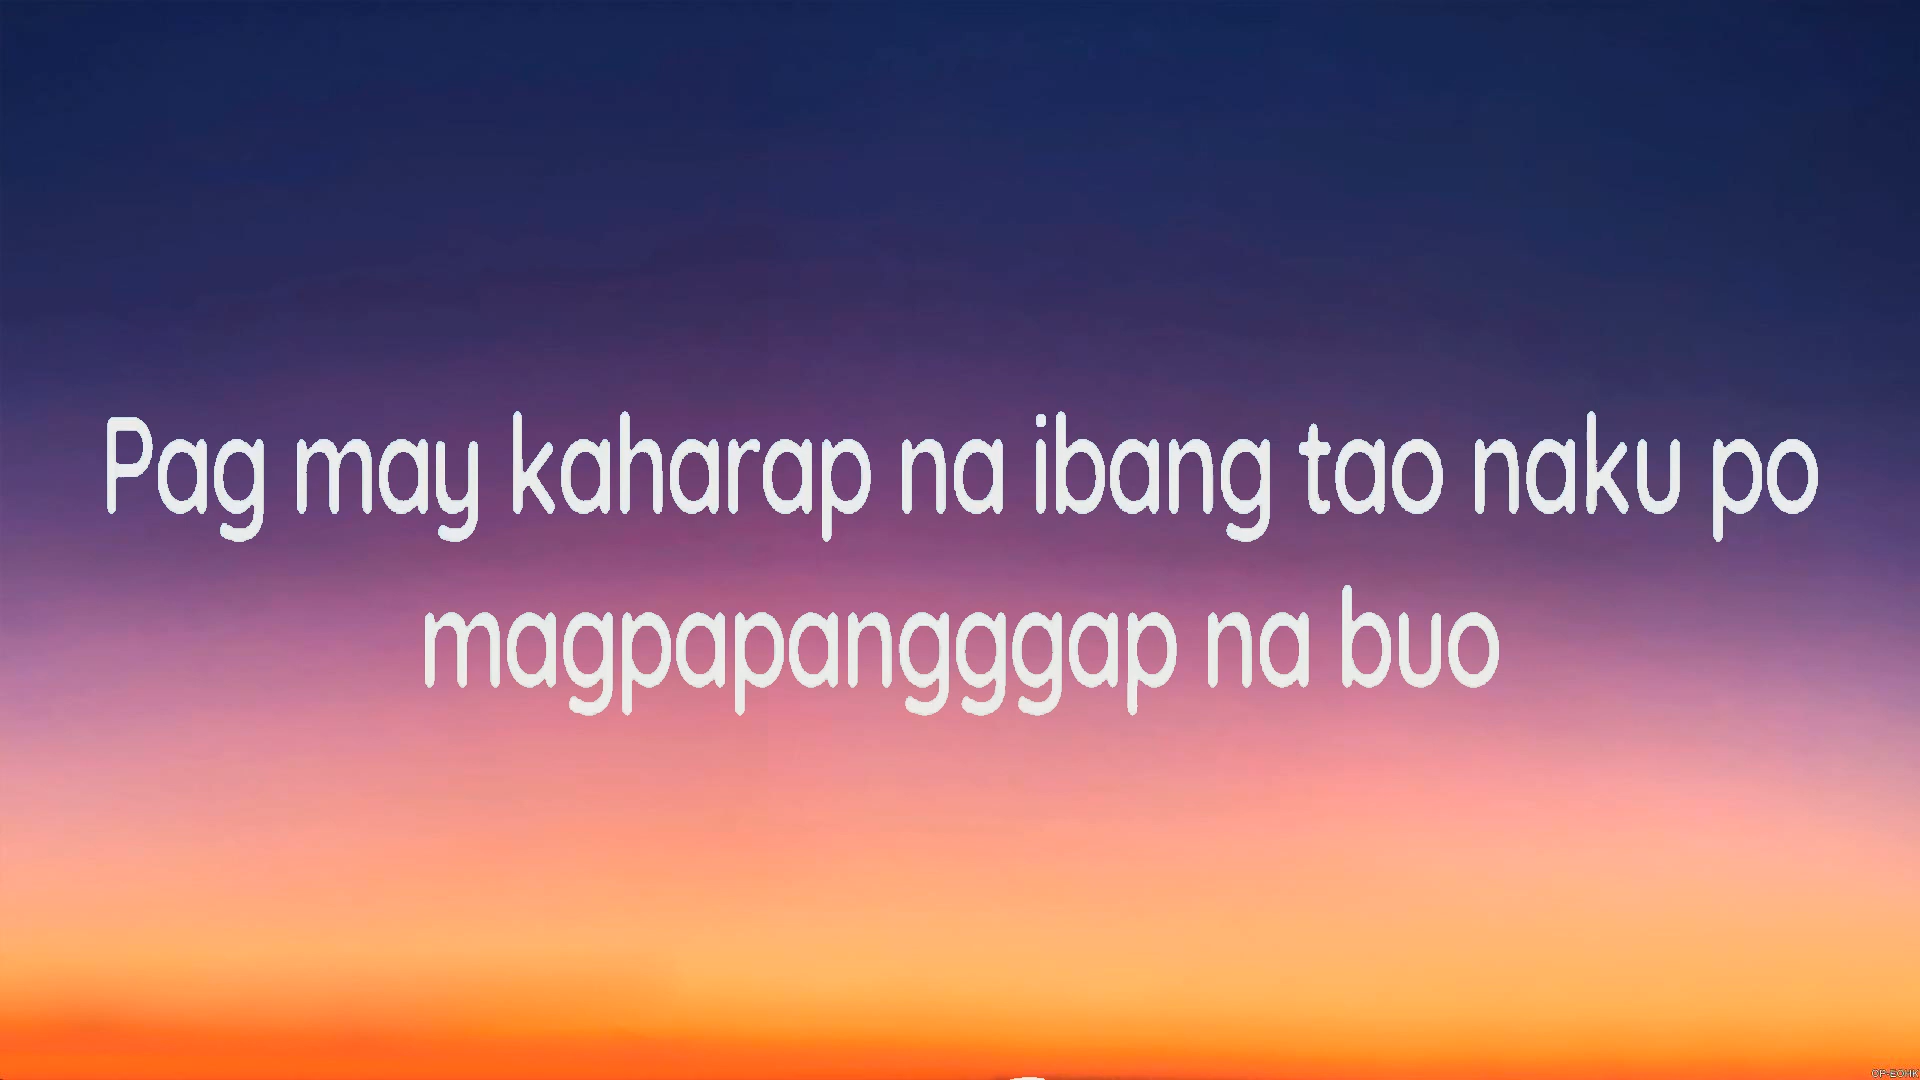 Pag may kaharap na ibang tao naku po
magpapangggap na buo